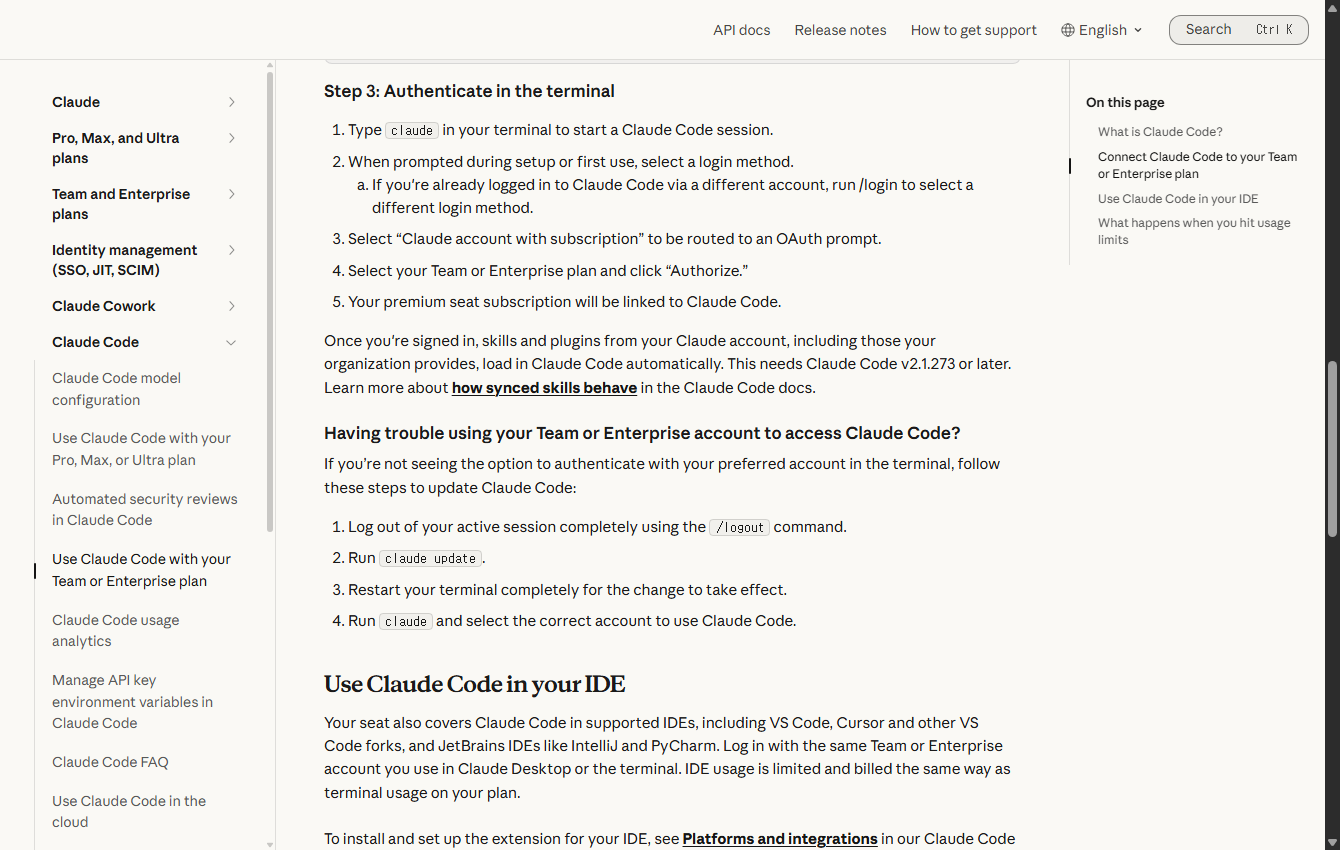 API docs
Release notes
How to get support
English
Search Ctrl K
Claude
Pro, Max, and Ultra
plans
Team and Enterprise
plans
Identity management
(SSO, JIT, SCIM)
Claude Cowork
Claude Code
Claude Code model
configuration
Use Claude Code with your
Pro, Max, or Ultra plan
Automated security reviews
in Claude Code
Use Claude Code with your
Team or Enterprise plan
Claude Code usage
analytics
Manage API key
environment variables in
Claude Code
Claude Code FAQ
Use Claude Code in the
cloud
Step 3: Authenticate in the terminal
1. Type claude in your terminal to start a Claude Code session.
2. When prompted during setup or first use, select a login method.
a. If you're already logged in to Claude Code via a different account, run /login to select a
different login method.
3. Select “Claude account with subscription” to be routed to an OAuth prompt.
4. Select your Team or Enterprise plan and click “Authorize.”
5. Your premium seat subscription will be linked to Claude Code.
Once you're signed in, skills and plugins from your Claude account, including those your
organization provides, load in Claude Code automatically. This needs Claude Code v2.1.273 or later.
Learn more about how synced skills behave in the Claude Code docs.
Having trouble using your Team or Enterprise account to access Claude Code?
If you're not seeing the option to authenticate with your preferred account in the terminal, follow
these steps to update Claude Code:
1. Log out of your active session completely using the /logout command.
2. Run claude update.
3. Restart your terminal completely for the change to take effect.
4. Run claude and select the correct account to use Claude Code.
Use Claude Code in your IDE
Your seat also covers Claude Code in supported IDEs, including VS Code, Cursor and other VS
Code forks, and JetBrains IDEs like IntelliJ and PyCharm. Log in with the same Team or Enterprise
account you use in Claude Desktop or the terminal. IDE usage is limited and billed the same way as
terminal usage on your plan.
To install and set up the extension for your IDE, see Platforms and integrations in our Claude Code
On this page
What is Claude Code?
Connect Claude Code to your Team
or Enterprise plan
Use Claude Code in your IDE
What happens when you hit usage
limits